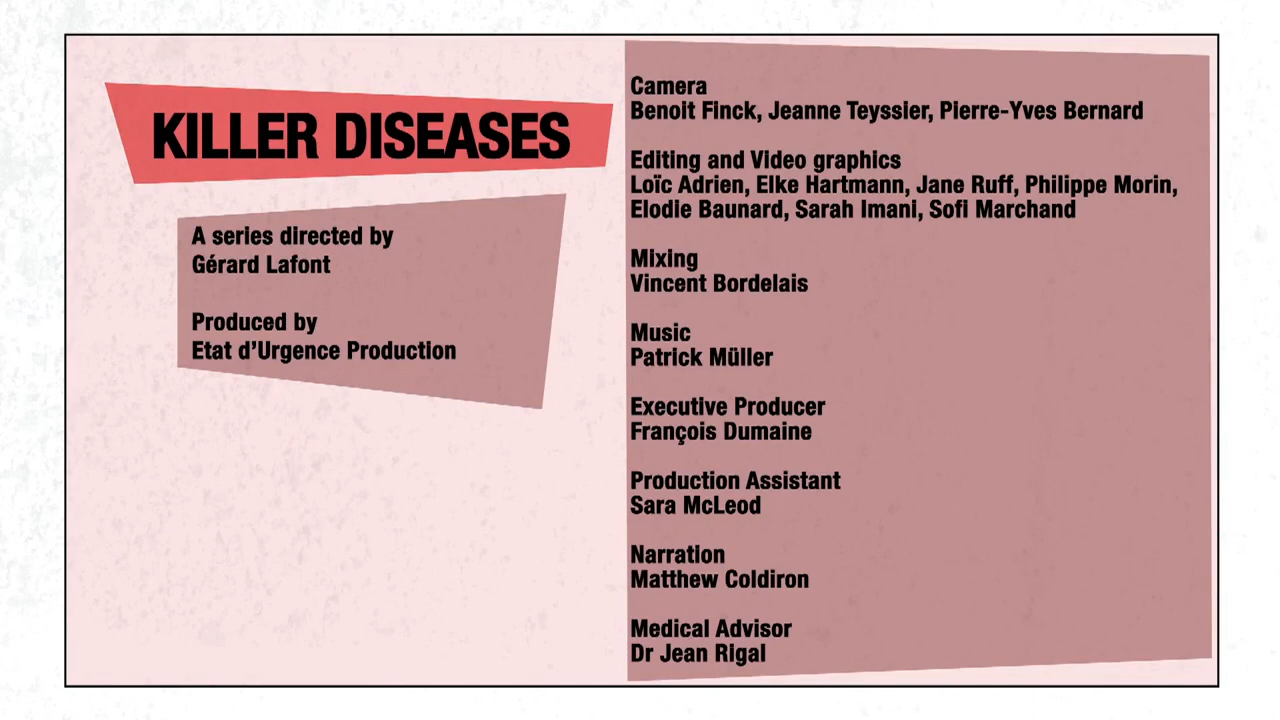 KILLER DISEASES
A series directed by
Gérard Lafont
Produced by
Etat d'Urgence Production
Camera
Benoit Finck, Jeanne Teyssier, Pierre-Yves Bernard
Editing and Video graphics
Loïc Adrien, Elke Hartmann, Jane Ruff, Philippe Morin,
Elodie Baunard, Sarah Imani, Sofi Marchand
Mixing
Vincent Bordelais
Music
Patrick Müller
Executive Producer
François Dumaine
Production Assistant
Sara McLeod
Narration
Matthew Coldiron
Medical Advisor
Dr Jean Rigal